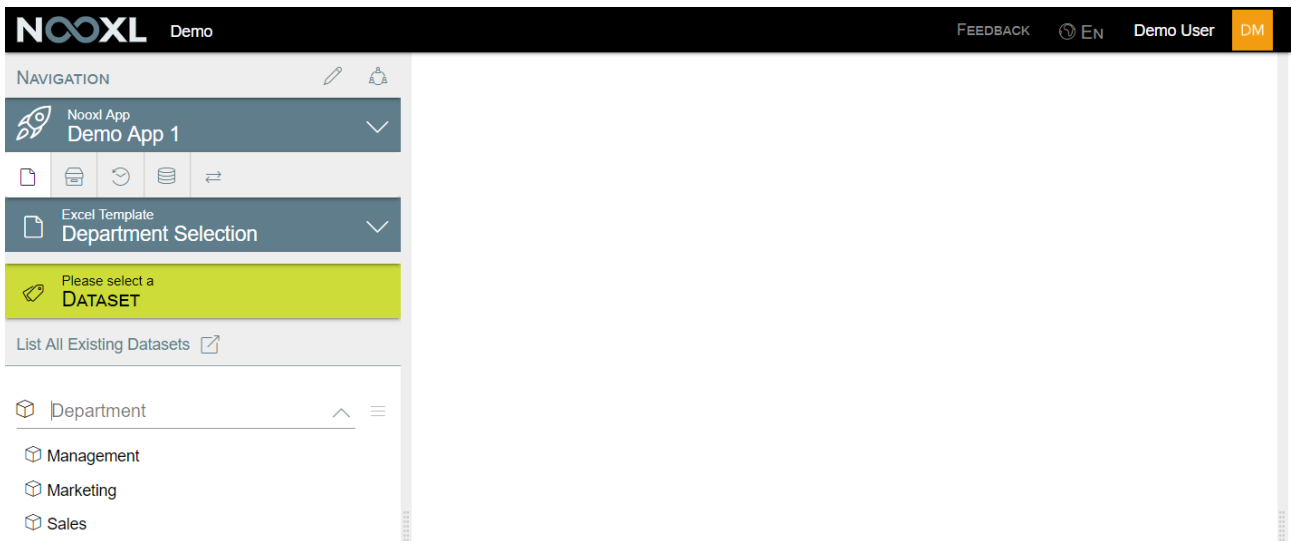 NOOXL Demo FEEDBACK EN Demo User DM
NAVIGATION
Nooxl App
Demo App 1
Excel Template
Department Selection
Please select a
DATASET
List All Existing Datasets
Department
Management
Marketing
Sales